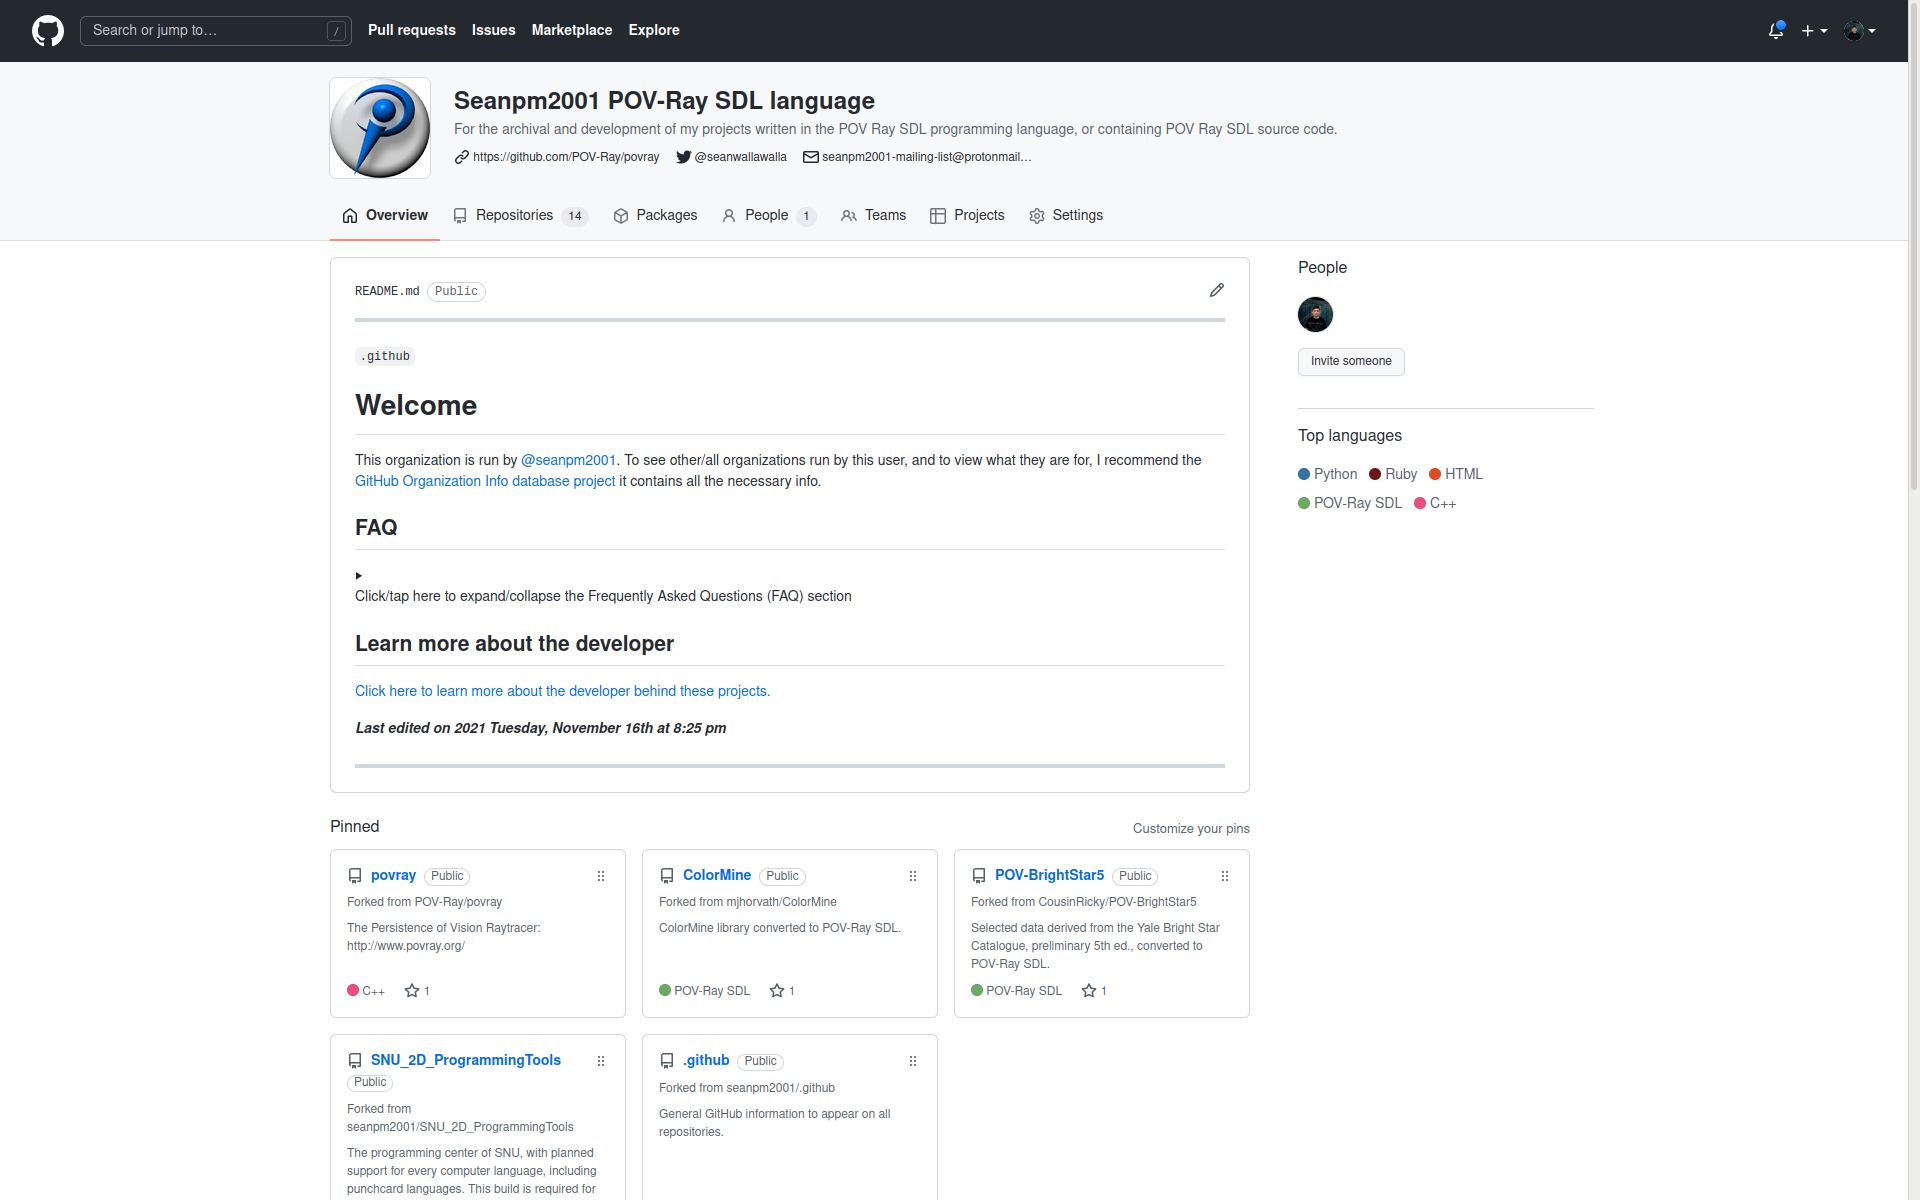 Search or jump to… /
Pull requests Issues Marketplace Explore
Seanpm2001 POV-Ray SDL language
For the archival and development of my projects written in the POV Ray SDL programming language, or containing POV Ray SDL source code.
https://github.com/POV-Ray/povray @seanwallawalla seanpm2001-mailing-list@protonmail…
Overview Repositories 14 Packages People 1 Teams Projects Settings
README.md Public
.github
Welcome
This organization is run by @seanpm2001. To see other/all organizations run by this user, and to view what they are for, I recommend the
GitHub Organization Info database project it contains all the necessary info.
FAQ
Click/tap here to expand/collapse the Frequently Asked Questions (FAQ) section
Learn more about the developer
Click here to learn more about the developer behind these projects.
Last edited on 2021 Tuesday, November 16th at 8:25 pm
People
Invite someone
Top languages
Python Ruby HTML
POV-Ray SDL C++
Pinned
Customize your pins
povray Public
Forked from POV-Ray/povray
The Persistence of Vision Raytracer:
http://www.povray.org/
C++ 1
ColorMine Public
Forked from mjhorvath/ColorMine
ColorMine library converted to POV-Ray SDL.
POV-Ray SDL 1
POV-BrightStar5 Public
Forked from CousinRicky/POV-BrightStar5
Selected data derived from the Yale Bright Star
Catalogue, preliminary 5th ed., converted to
POV-Ray SDL.
POV-Ray SDL 1
SNU_2D_ProgrammingTools
Public
Forked from
seanpm2001/SNU_2D_ProgrammingTools
The programming center of SNU, with planned
support for every computer language, including
punchcard languages. This build is required for
.github Public
Forked from seanpm2001/.github
General GitHub information to appear on all
repositories.